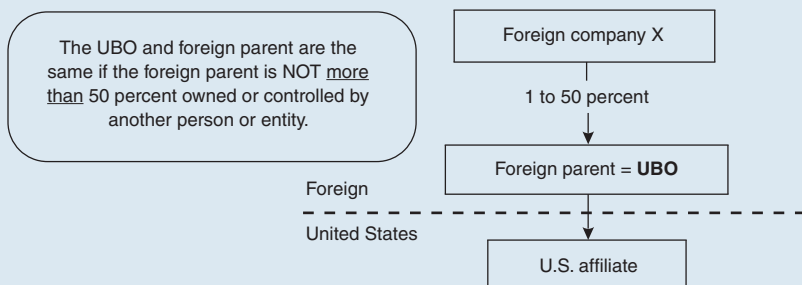 The UBO and foreign parent are the
same if the foreign parent is NOT more
than 50 percent owned or controlled by
another person or entity.
Foreign company X
1 to 50 percent
Foreign parent = UBO
Foreign
United States
U.S. affiliate